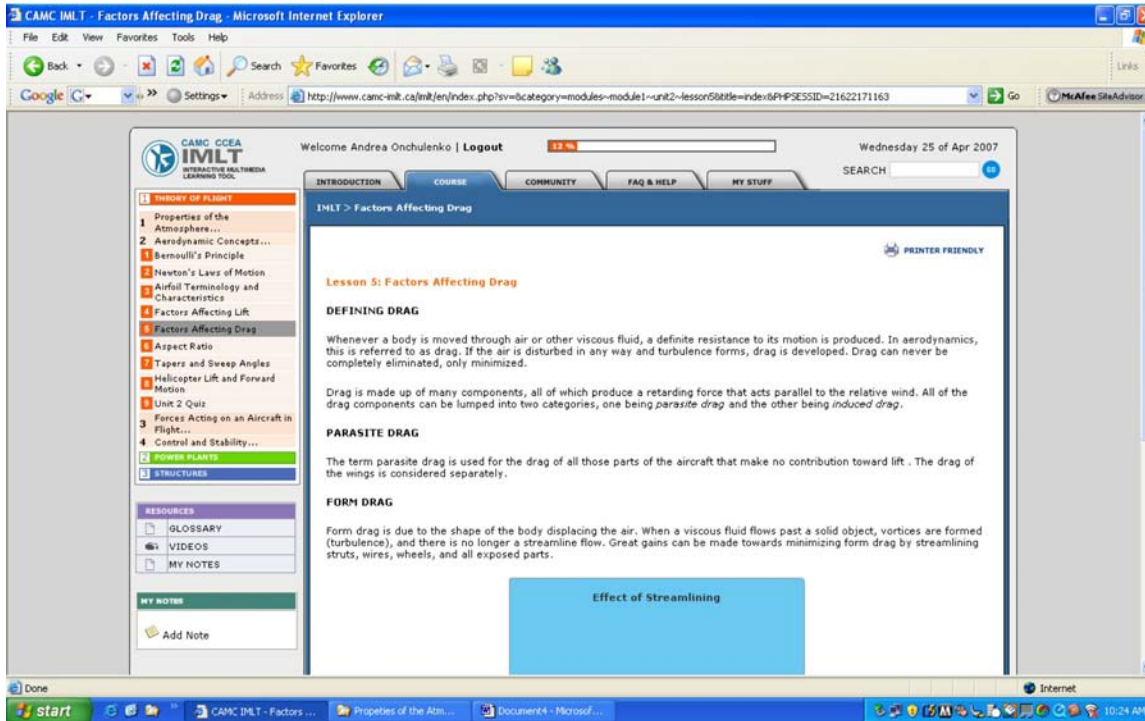 CAMC IMLT - Factors Affecting Drag - Microsoft Internet Explorer
File Edit View Favorites Tools Help
Back Search Favorites Links
Google G Settings Address http://www.camc-imlt.ca/imlt/en/index.php?sv=&category=modules~module1~unit2~lesson5&title=index&PHPSESSID=21622171163 Go McAfee SiteAdvisor
CAMC CCEA
IMLT
INTERACTIVE MULTIMEDIA
LEARNING TOOL
Welcome Andrea Onchulenko | Logout 12 % Wednesday 25 of Apr 2007
SEARCH GO
INTRODUCTION COURSE COMMUNITY FAQ & HELP MY STUFF
IMLT > Factors Affecting Drag
1 THEORY OF FLIGHT
1 Properties of the
Atmosphere...
2 Aerodynamic Concepts...
1 Bernoulli's Principle
2 Newton's Laws of Motion
3 Airfoil Terminology and
Characteristics
4 Factors Affecting Lift
5 Factors Affecting Drag
6 Aspect Ratio
7 Tapers and Sweep Angles
8 Helicopter Lift and Forward
Motion
9 Unit 2 Quiz
3 Forces Acting on an Aircraft in
Flight...
4 Control and Stability...
2 POWER PLANTS
3 STRUCTURES
RESOURCES
GLOSSARY
VIDEOS
MY NOTES
MY NOTES
Add Note
PRINTER FRIENDLY
Lesson 5: Factors Affecting Drag
DEFINING DRAG
Whenever a body is moved through air or other viscous fluid, a definite resistance to its motion is produced. In aerodynamics,
this is referred to as drag. If the air is disturbed in any way and turbulence forms, drag is developed. Drag can never be
completely eliminated, only minimized.
Drag is made up of many components, all of which produce a retarding force that acts parallel to the relative wind. All of the
drag components can be lumped into two categories, one being parasite drag and the other being induced drag.
PARASITE DRAG
The term parasite drag is used for the drag of all those parts of the aircraft that make no contribution toward lift . The drag of
the wings is considered separately.
FORM DRAG
Form drag is due to the shape of the body displacing the air. When a viscous fluid flows past a solid object, vortices are formed
(turbulence), and there is no longer a streamline flow. Great gains can be made towards minimizing form drag by streamlining
struts, wires, wheels, and all exposed parts.
Effect of Streamlining
Done Internet
start CAMC IMLT - Factors ... Propeties of the Atm... Document4 - Microsof... 10:24 AM